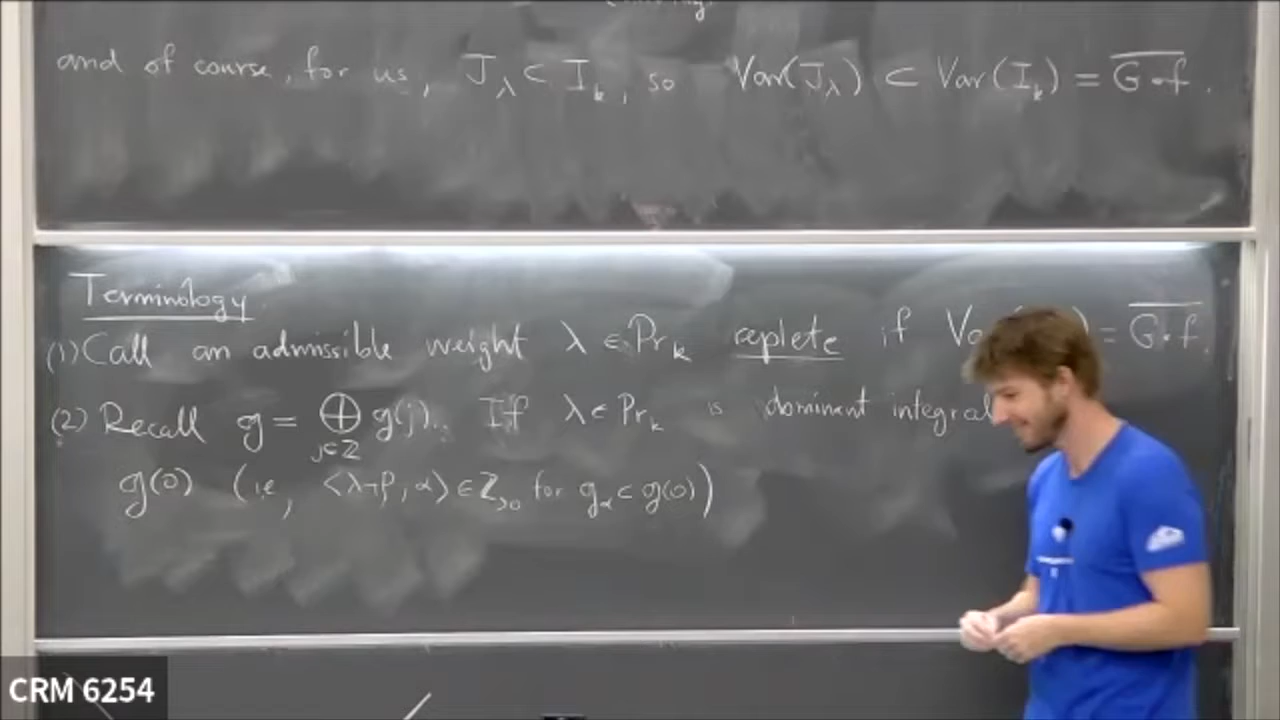 and of course, for us, J_λ ⊂ I_k, so Var(J_λ) ⊂ Var(I_k) = \overline{G·f}.
Terminology
(1) Call an admissible weight λ ∈ Pr_k replete if Va ) = \overline{G·f}.
(2) Recall g = ⊕_{j∈Z} g(j). If λ ∈ Pr_k is dominant integral
g(0) (ie, <λ+ρ, α> ∈ Z_{>0} for g_α ⊂ g(0))
CRM 6254